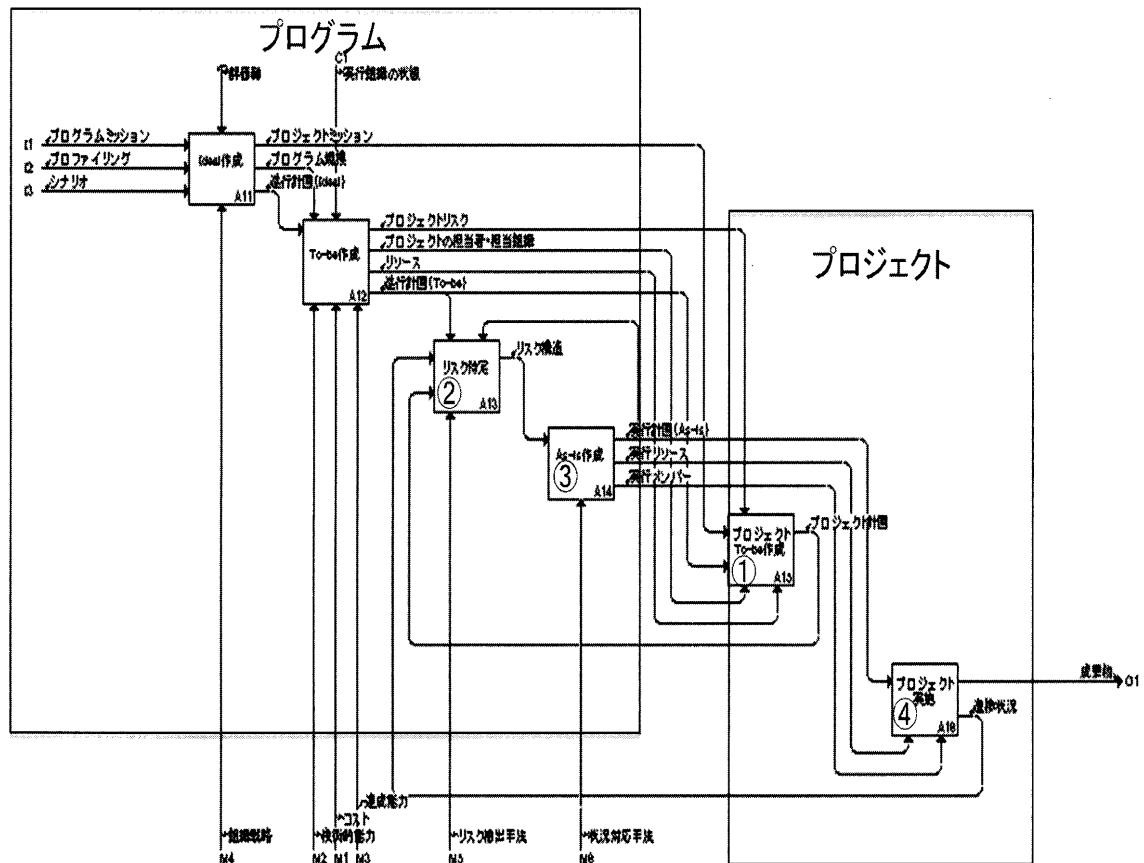 プログラム
C1
評価軸
実行組織の状態
I1
プログラムミッション
I2
プロファイリング
I3
シナリオ
Ideal作成
A11
プロジェクトミッション
プログラム規模
進行計画(Ideal)
To-be作成
A12
プロジェクトリスク
プロジェクトの担当者・担当組織
リソース
進行計画(To-be)
プロジェクト
リスク特定
②
A13
リスク構造
As-is作成
③
A14
実行計画(As-is)
実行リソース
実行メンバー
プロジェクト
To-be作成
①
A15
プロジェクト計画
プロジェクト
実施
④
A16
成果物
O1
進捗状況
達成能力
コスト
組織戦略
技術的能力
リスク検出手法
状況対応手法
M4
M2
M1
M3
M5
M6